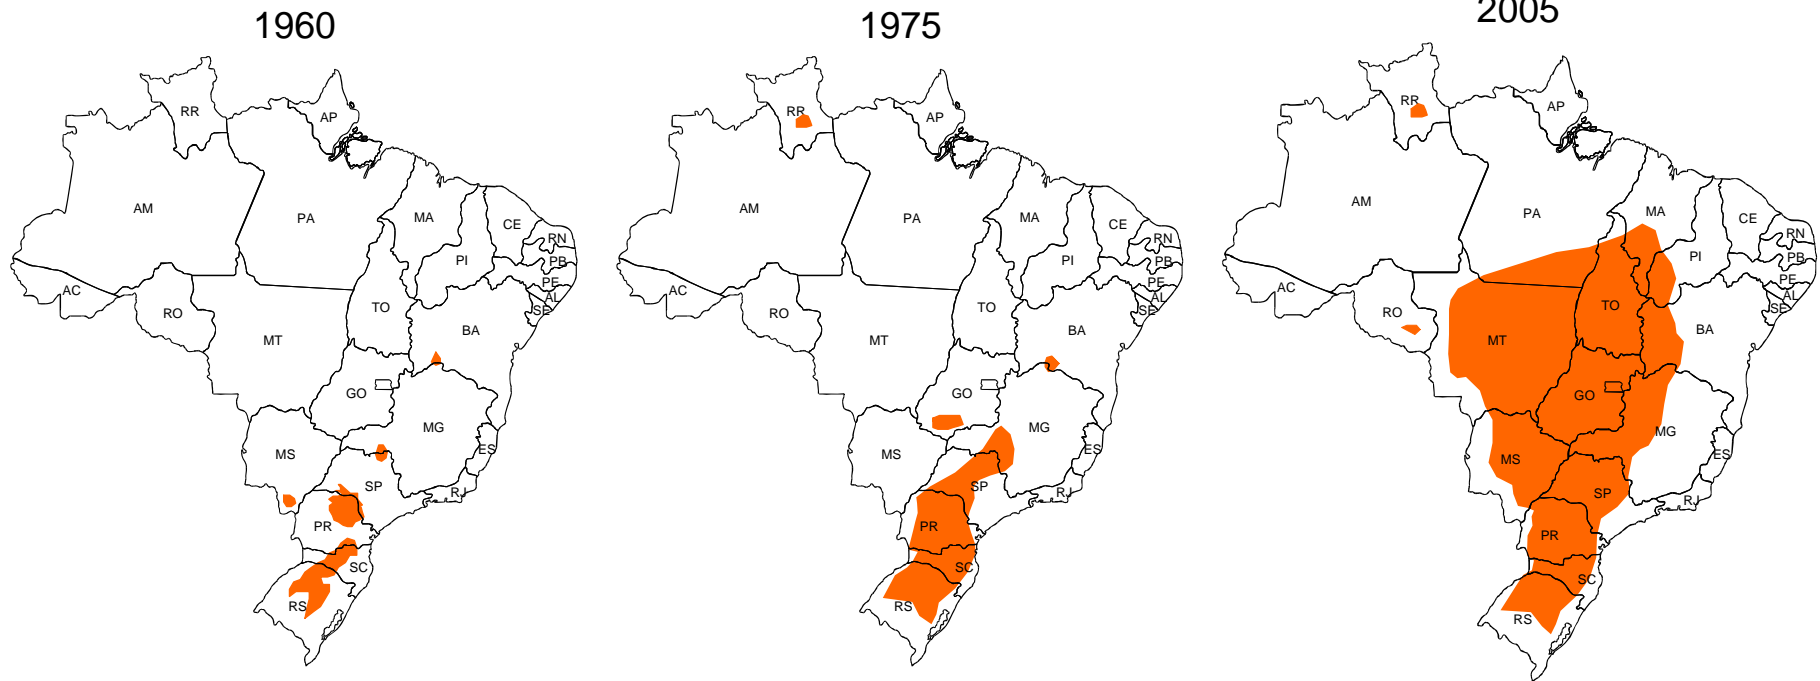 1960
RR
AP
AM
PA
MA
CE
RN
PB
PI
PE
AL
SE
AC
RO
TO
BA
MT
GO
MG
ES
MS
SP
RJ
PR
SC
RS
1975
RR
AP
AM
PA
MA
CE
RN
PB
PI
PE
AL
SE
AC
RO
TO
BA
MT
GO
MG
ES
MS
SP
RJ
PR
SC
RS
2005
RR
AP
AM
PA
MA
CE
RN
PB
PI
PE
AL
SE
AC
RO
TO
BA
MT
GO
MG
ES
MS
SP
RJ
PR
SC
RS